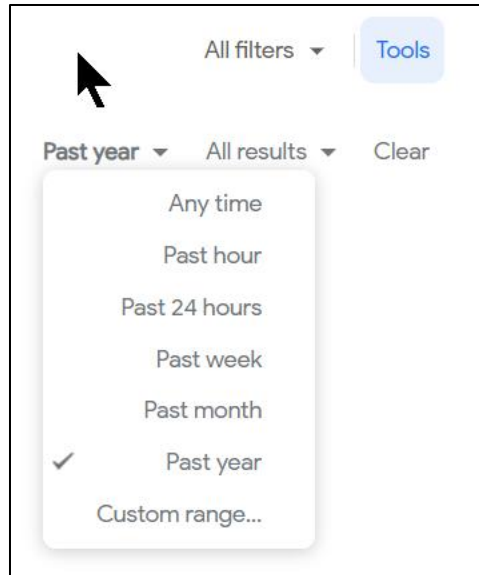 All filters Tools
Past year All results Clear
Any time
Past hour
Past 24 hours
Past week
Past month
Past year
Custom range...